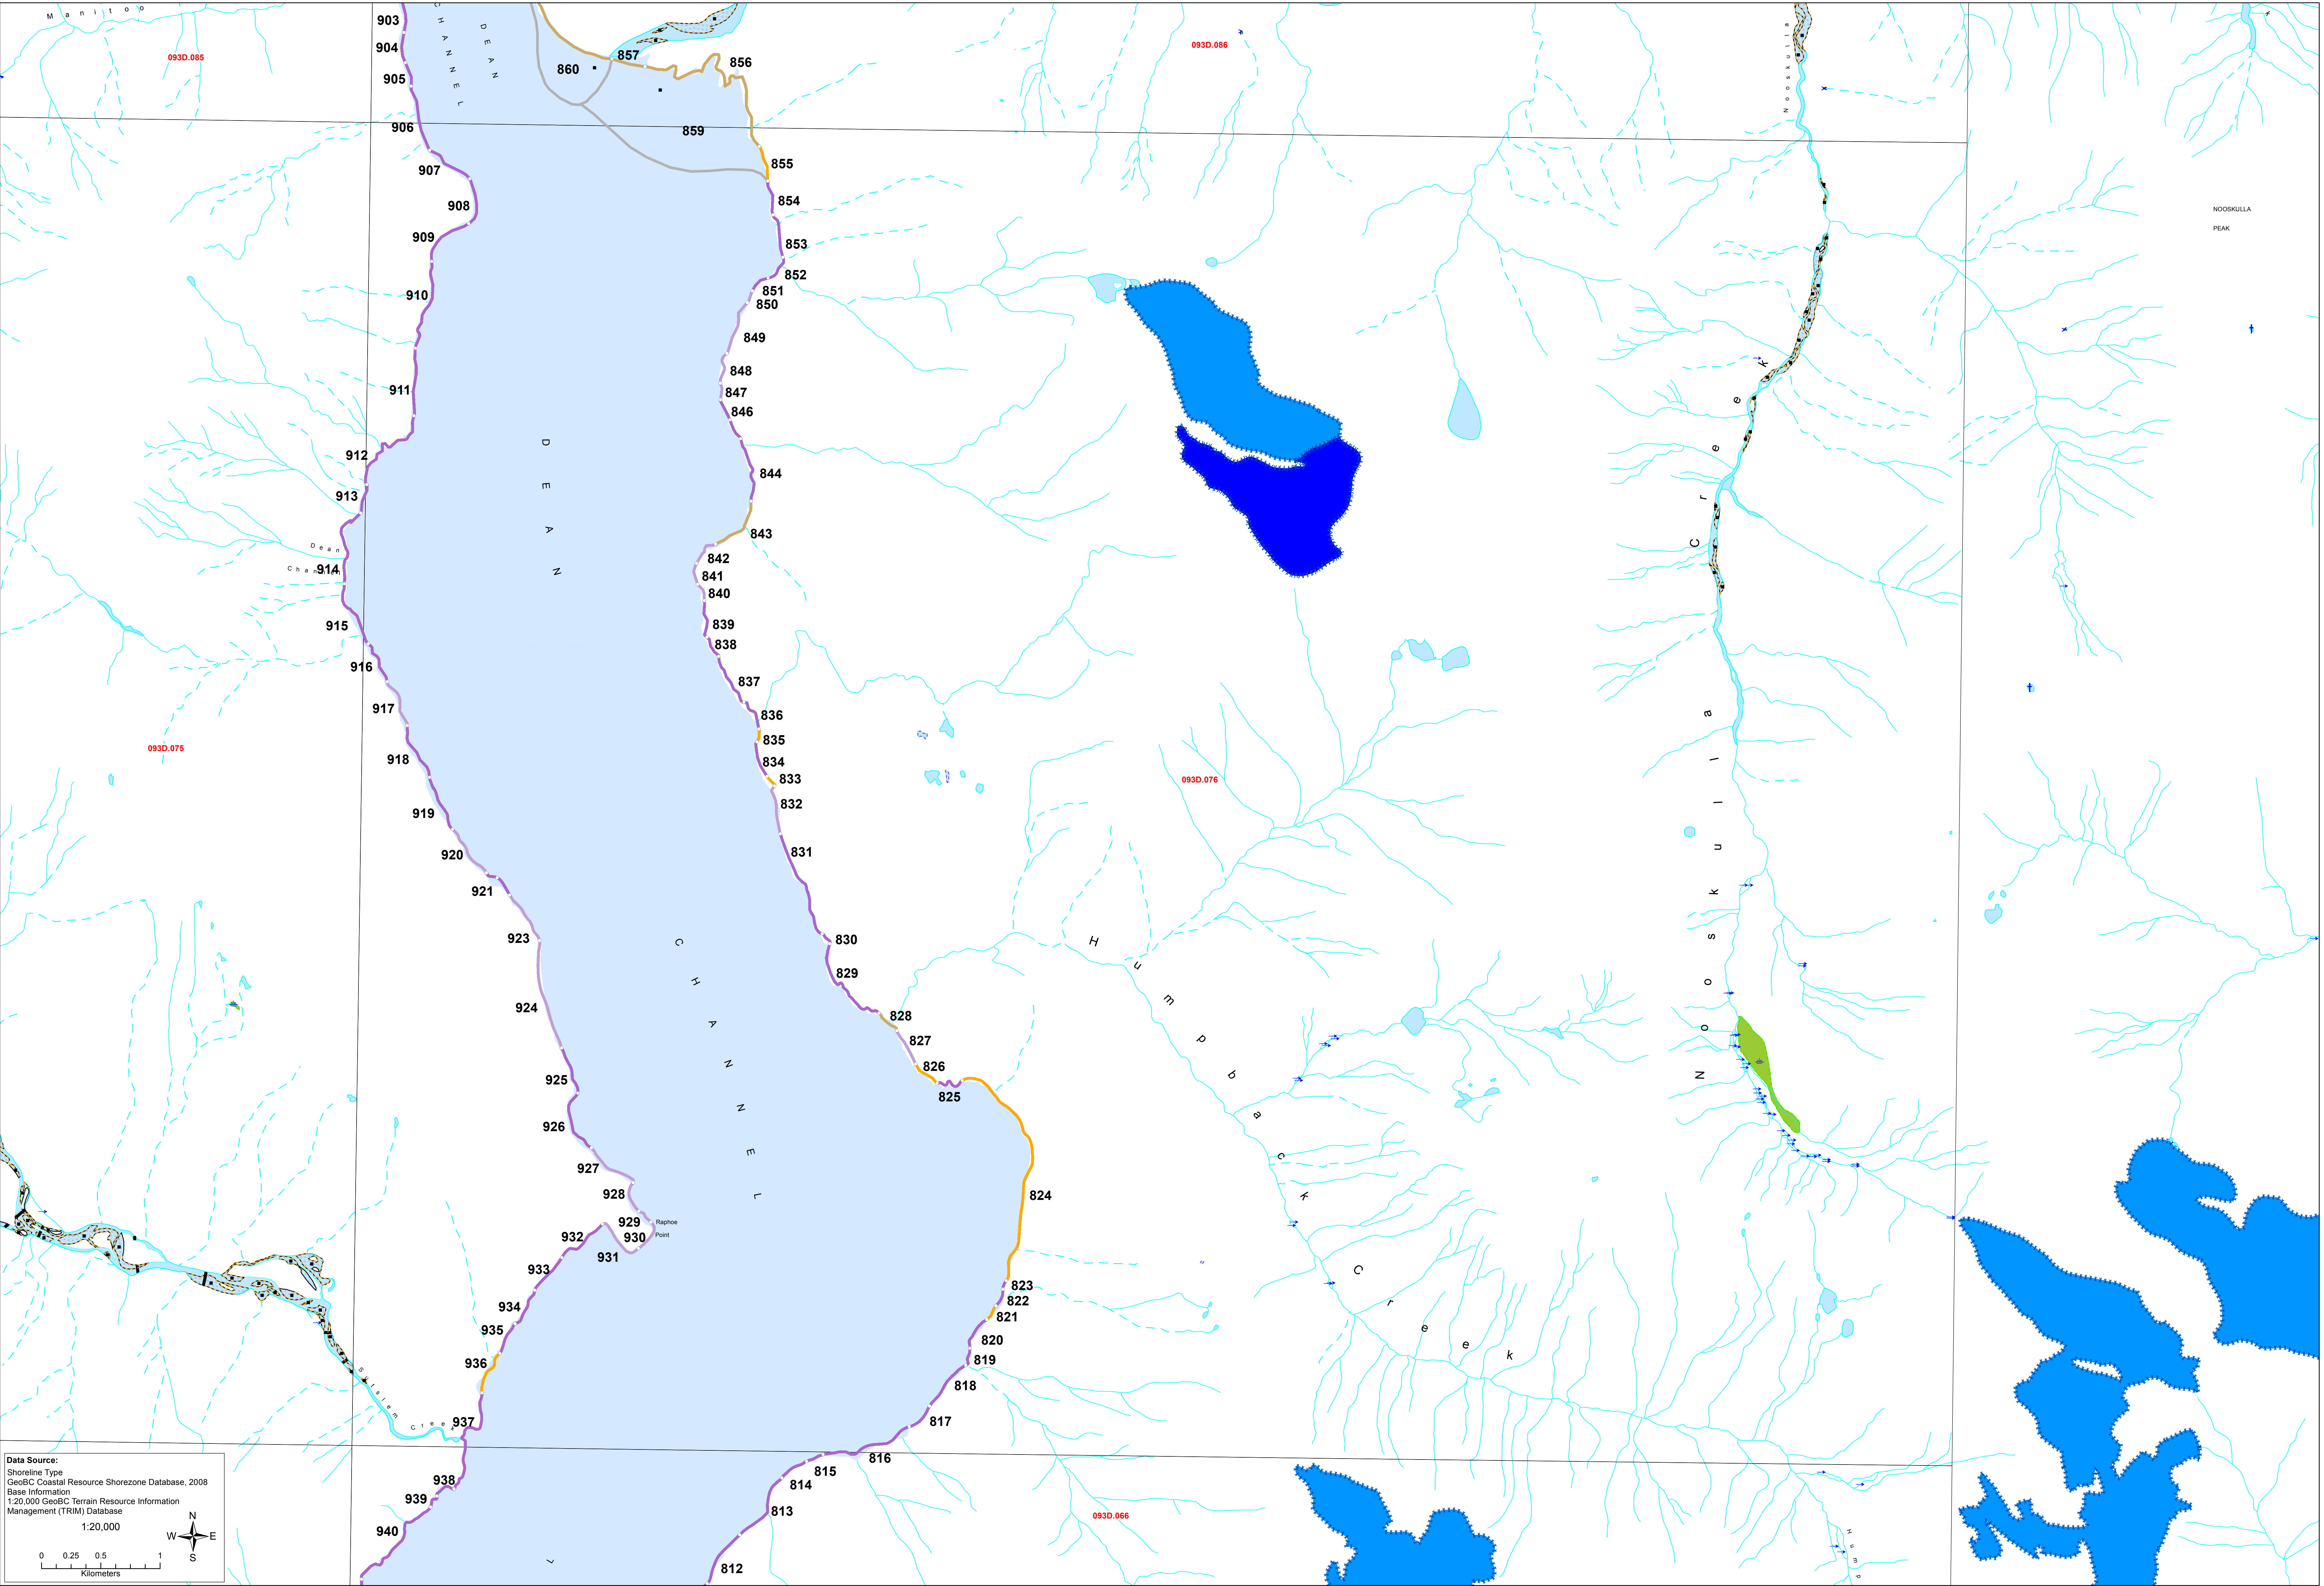 Manitoo
903
904
905
093D.085
906
907
908
909
910
911
912
913
Dean
Channel
914
915
916
917
918
093D.075
919
920
921
923
924
925
926
927
928
929
930
931
932
933
934
935
936
937
938
939
940
Sutslem Creek
CHANNEL
DEAN
860
857
856
859
855
854
853
852
851
850
849
848
847
846
844
843
842
841
840
839
838
837
836
835
834
833
832
831
830
829
828
827
826
825
824
823
822
821
820
819
818
817
816
815
814
813
812
DEAN
CHANNEL
Raphoe
Point
093D.086
093D.076
093D.066
Humpback Creek
Nooskulla
Nooskulla Creek
Hump
NOOSKULLA
PEAK
Data Source:
Shoreline Type
GeoBC Coastal Resource Shorezone Database, 2008
Base Information
1:20,000 GeoBC Terrain Resource Information
Management (TRIM) Database
1:20,000
N
W E
S
0 0.25 0.5 1
Kilometers